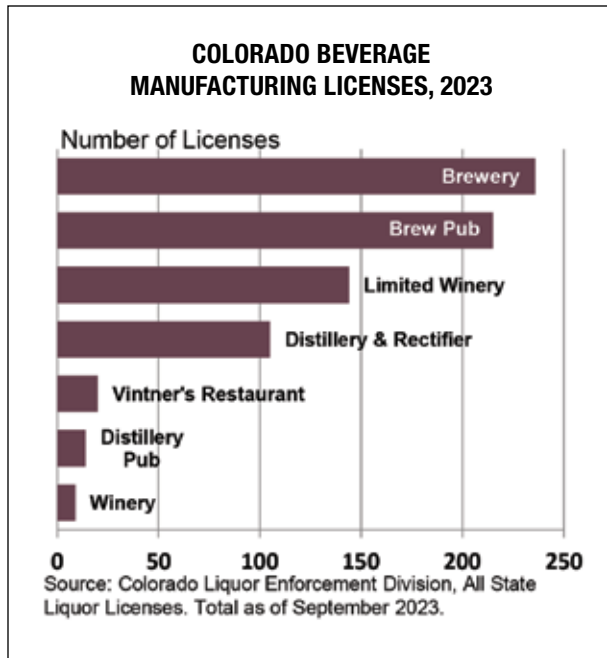 COLORADO BEVERAGE
MANUFACTURING LICENSES, 2023
Number of Licenses
Brewery
Brew Pub
Limited Winery
Distillery & Rectifier
Vintner's Restaurant
Distillery
Pub
Winery
0 50 100 150 200 250
Source: Colorado Liquor Enforcement Division, All State
Liquor Licenses. Total as of September 2023.